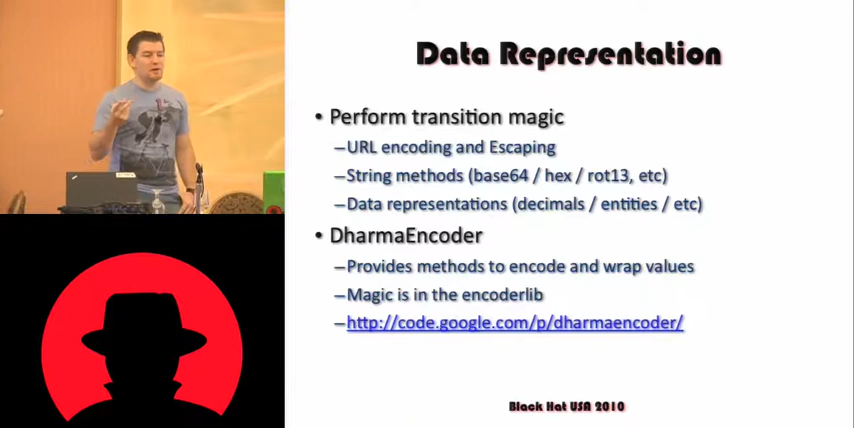 Data Representation
• Perform transition magic
–URL encoding and Escaping
–String methods (base64 / hex / rot13, etc)
–Data representations (decimals / entities / etc)
• DharmaEncoder
–Provides methods to encode and wrap values
–Magic is in the encoderlib
–http://code.google.com/p/dharmaencoder/
Black Hat USA 2010